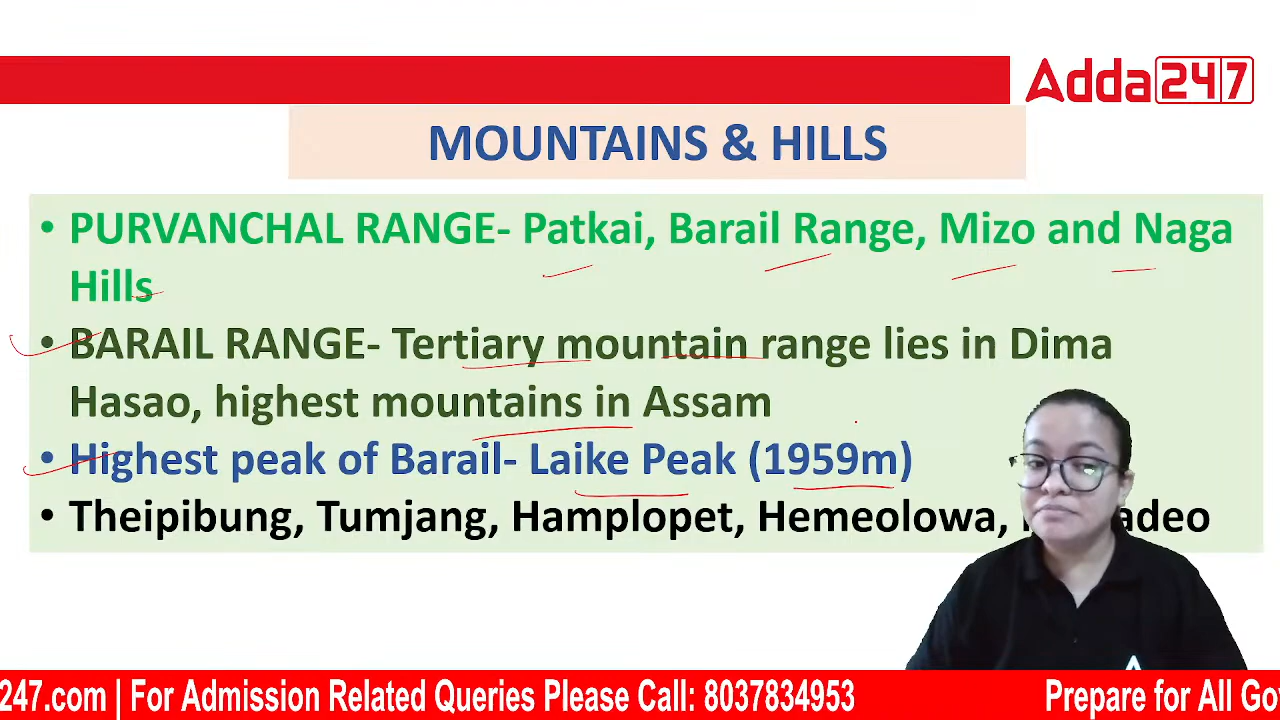 Adda247
MOUNTAINS & HILLS
• PURVANCHAL RANGE- Patkai, Barail Range, Mizo and Naga
Hills
• BARAIL RANGE- Tertiary mountain range lies in Dima
Hasao, highest mountains in Assam
• Highest peak of Barail- Laike Peak (1959m)
• Theipibung, Tumjang, Hamplopet, Hemeolowa,
247.com | For Admission Related Queries Please Call: 8037834953 Prepare for All